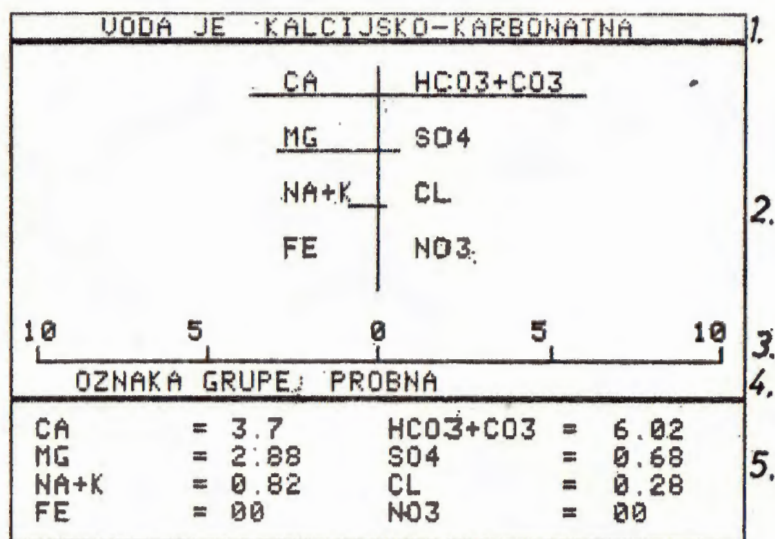 VODA JE KALCIJSKO-KARBONATNA 1.
CA HCO3+CO3
MG SO4
NA+K CL 2.
FE NO3
10 5 0 5 10 3.
OZNAKA GRUPE: PROBNA 4.
CA = 3.7 HCO3+CO3 = 6.02
MG = 2.88 SO4 = 0.68
NA+K = 0.82 CL = 0.28 5.
FE = 00 NO3 = 00